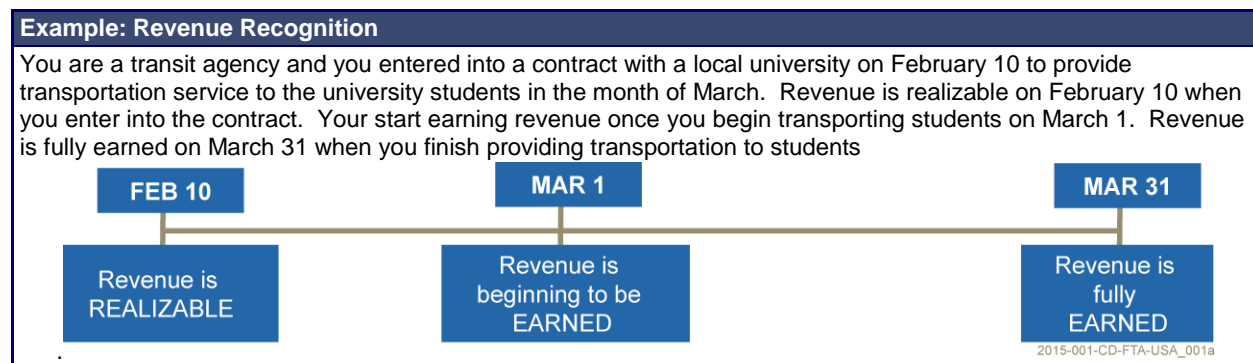 Example: Revenue Recognition
You are a transit agency and you entered into a contract with a local university on February 10 to provide
transportation service to the university students in the month of March. Revenue is realizable on February 10 when
you enter into the contract. Your start earning revenue once you begin transporting students on March 1. Revenue
is fully earned on March 31 when you finish providing transportation to students
FEB 10
MAR 1
MAR 31
Revenue is
REALIZABLE
Revenue is
beginning to be
EARNED
Revenue is
fully
EARNED
2015-001-CD-FTA-USA_001a
.